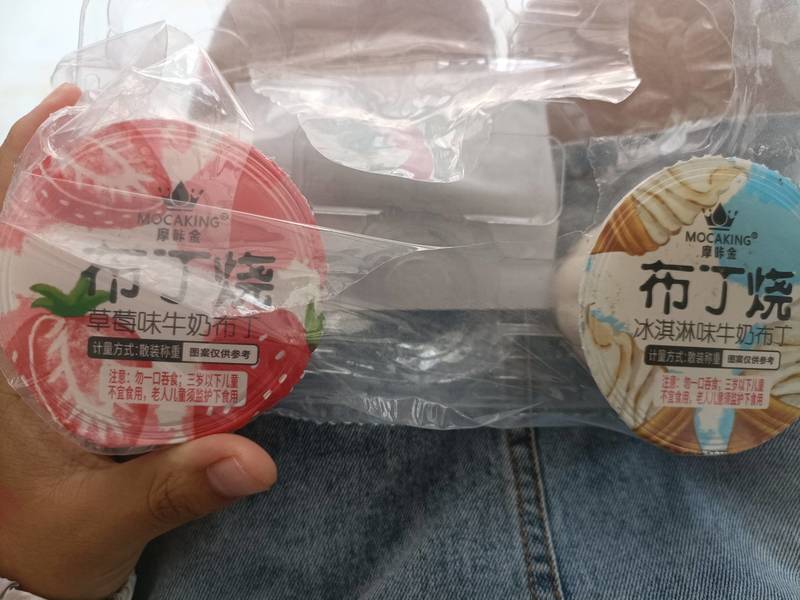 MOCAKING®
摩咔金
布丁烧
草莓味牛奶布丁
计量方式:散装称重 图案仅供参考
注意:勿一口吞食;三岁以下儿童
不宜食用,老人儿童须监护下食用
MOCAKING®
摩咔金
布丁烧
冰淇淋味牛奶布丁
计量方式:散装称重 图案仅供参考
注意:勿一口吞食;三岁以下儿童
不宜食用,老人儿童须监护下食用